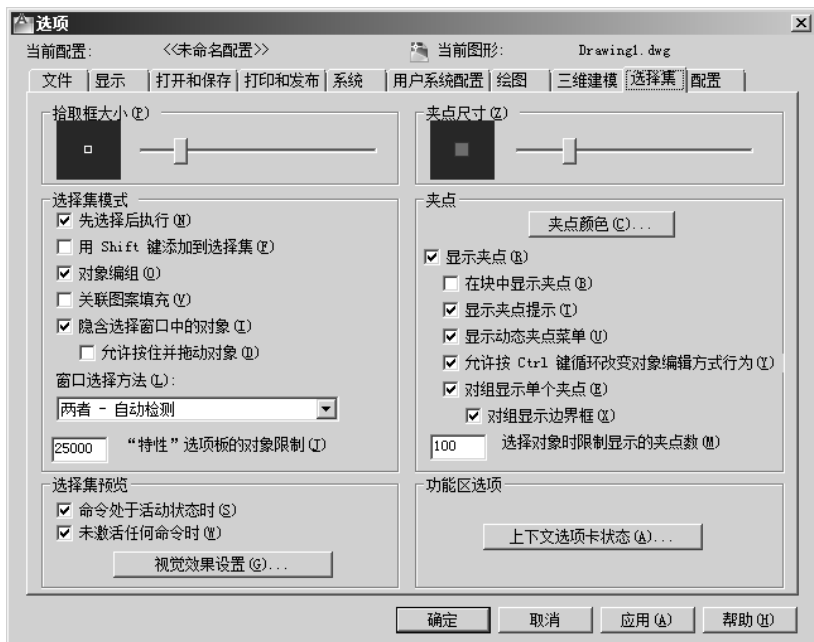 选项
当前配置: <<未命名配置>> 当前图形: Drawing1.dwg
文件 显示 打开和保存 打印和发布 系统 用户系统配置 绘图 三维建模 选择集 配置
拾取框大小(P)
夹点尺寸(Z)
选择集模式
先选择后执行(N)
用 Shift 键添加到选择集(F)
对象编组(O)
关联图案填充(V)
隐含选择窗口中的对象(I)
允许按住并拖动对象(D)
窗口选择方法(L):
两者 - 自动检测
25000 “特性”选项板的对象限制(J)
夹点
夹点颜色(C)...
显示夹点(R)
在块中显示夹点(B)
显示夹点提示(T)
显示动态夹点菜单(U)
允许按 Ctrl 键循环改变对象编辑方式行为(Y)
对组显示单个夹点(E)
对组显示边界框(X)
100 选择对象时限制显示的夹点数(M)
选择集预览
命令处于活动状态时(S)
未激活任何命令时(W)
视觉效果设置(G)...
功能区选项
上下文选项卡状态(A)...
确定 取消 应用(A) 帮助(H)